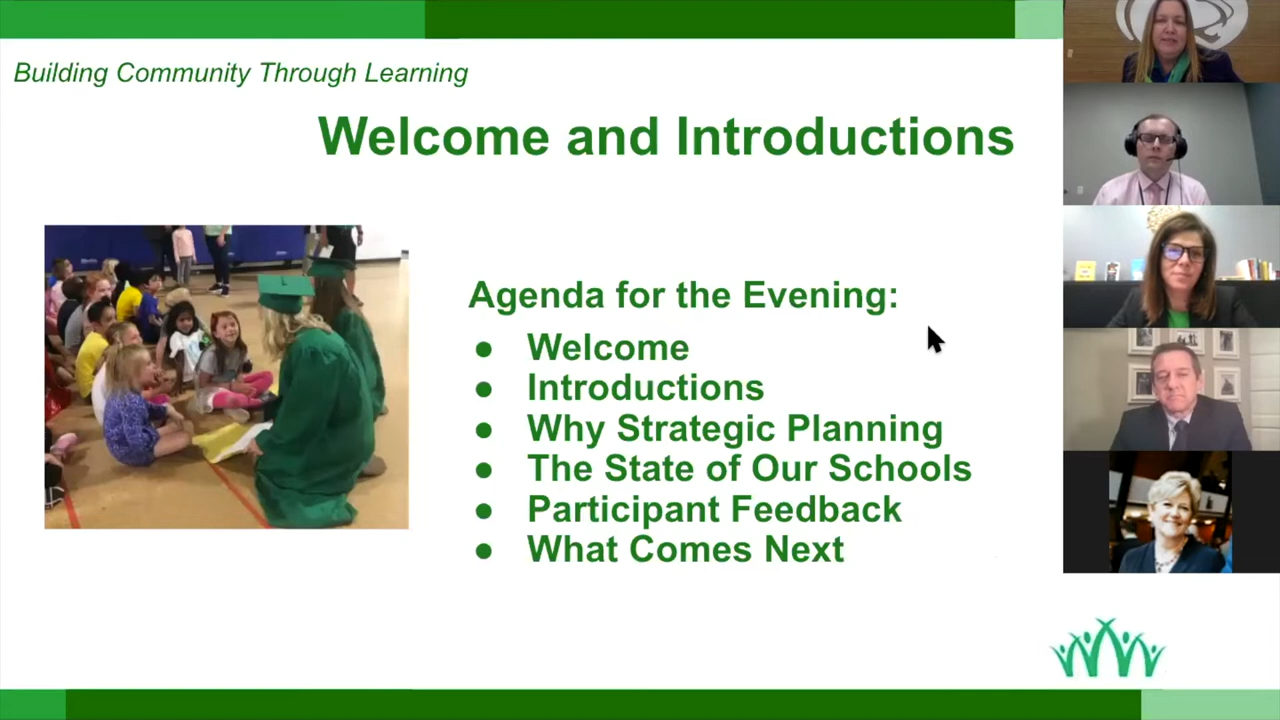 Building Community Through Learning
Welcome and Introductions
Agenda for the Evening:
● Welcome
● Introductions
● Why Strategic Planning
● The State of Our Schools
● Participant Feedback
● What Comes Next